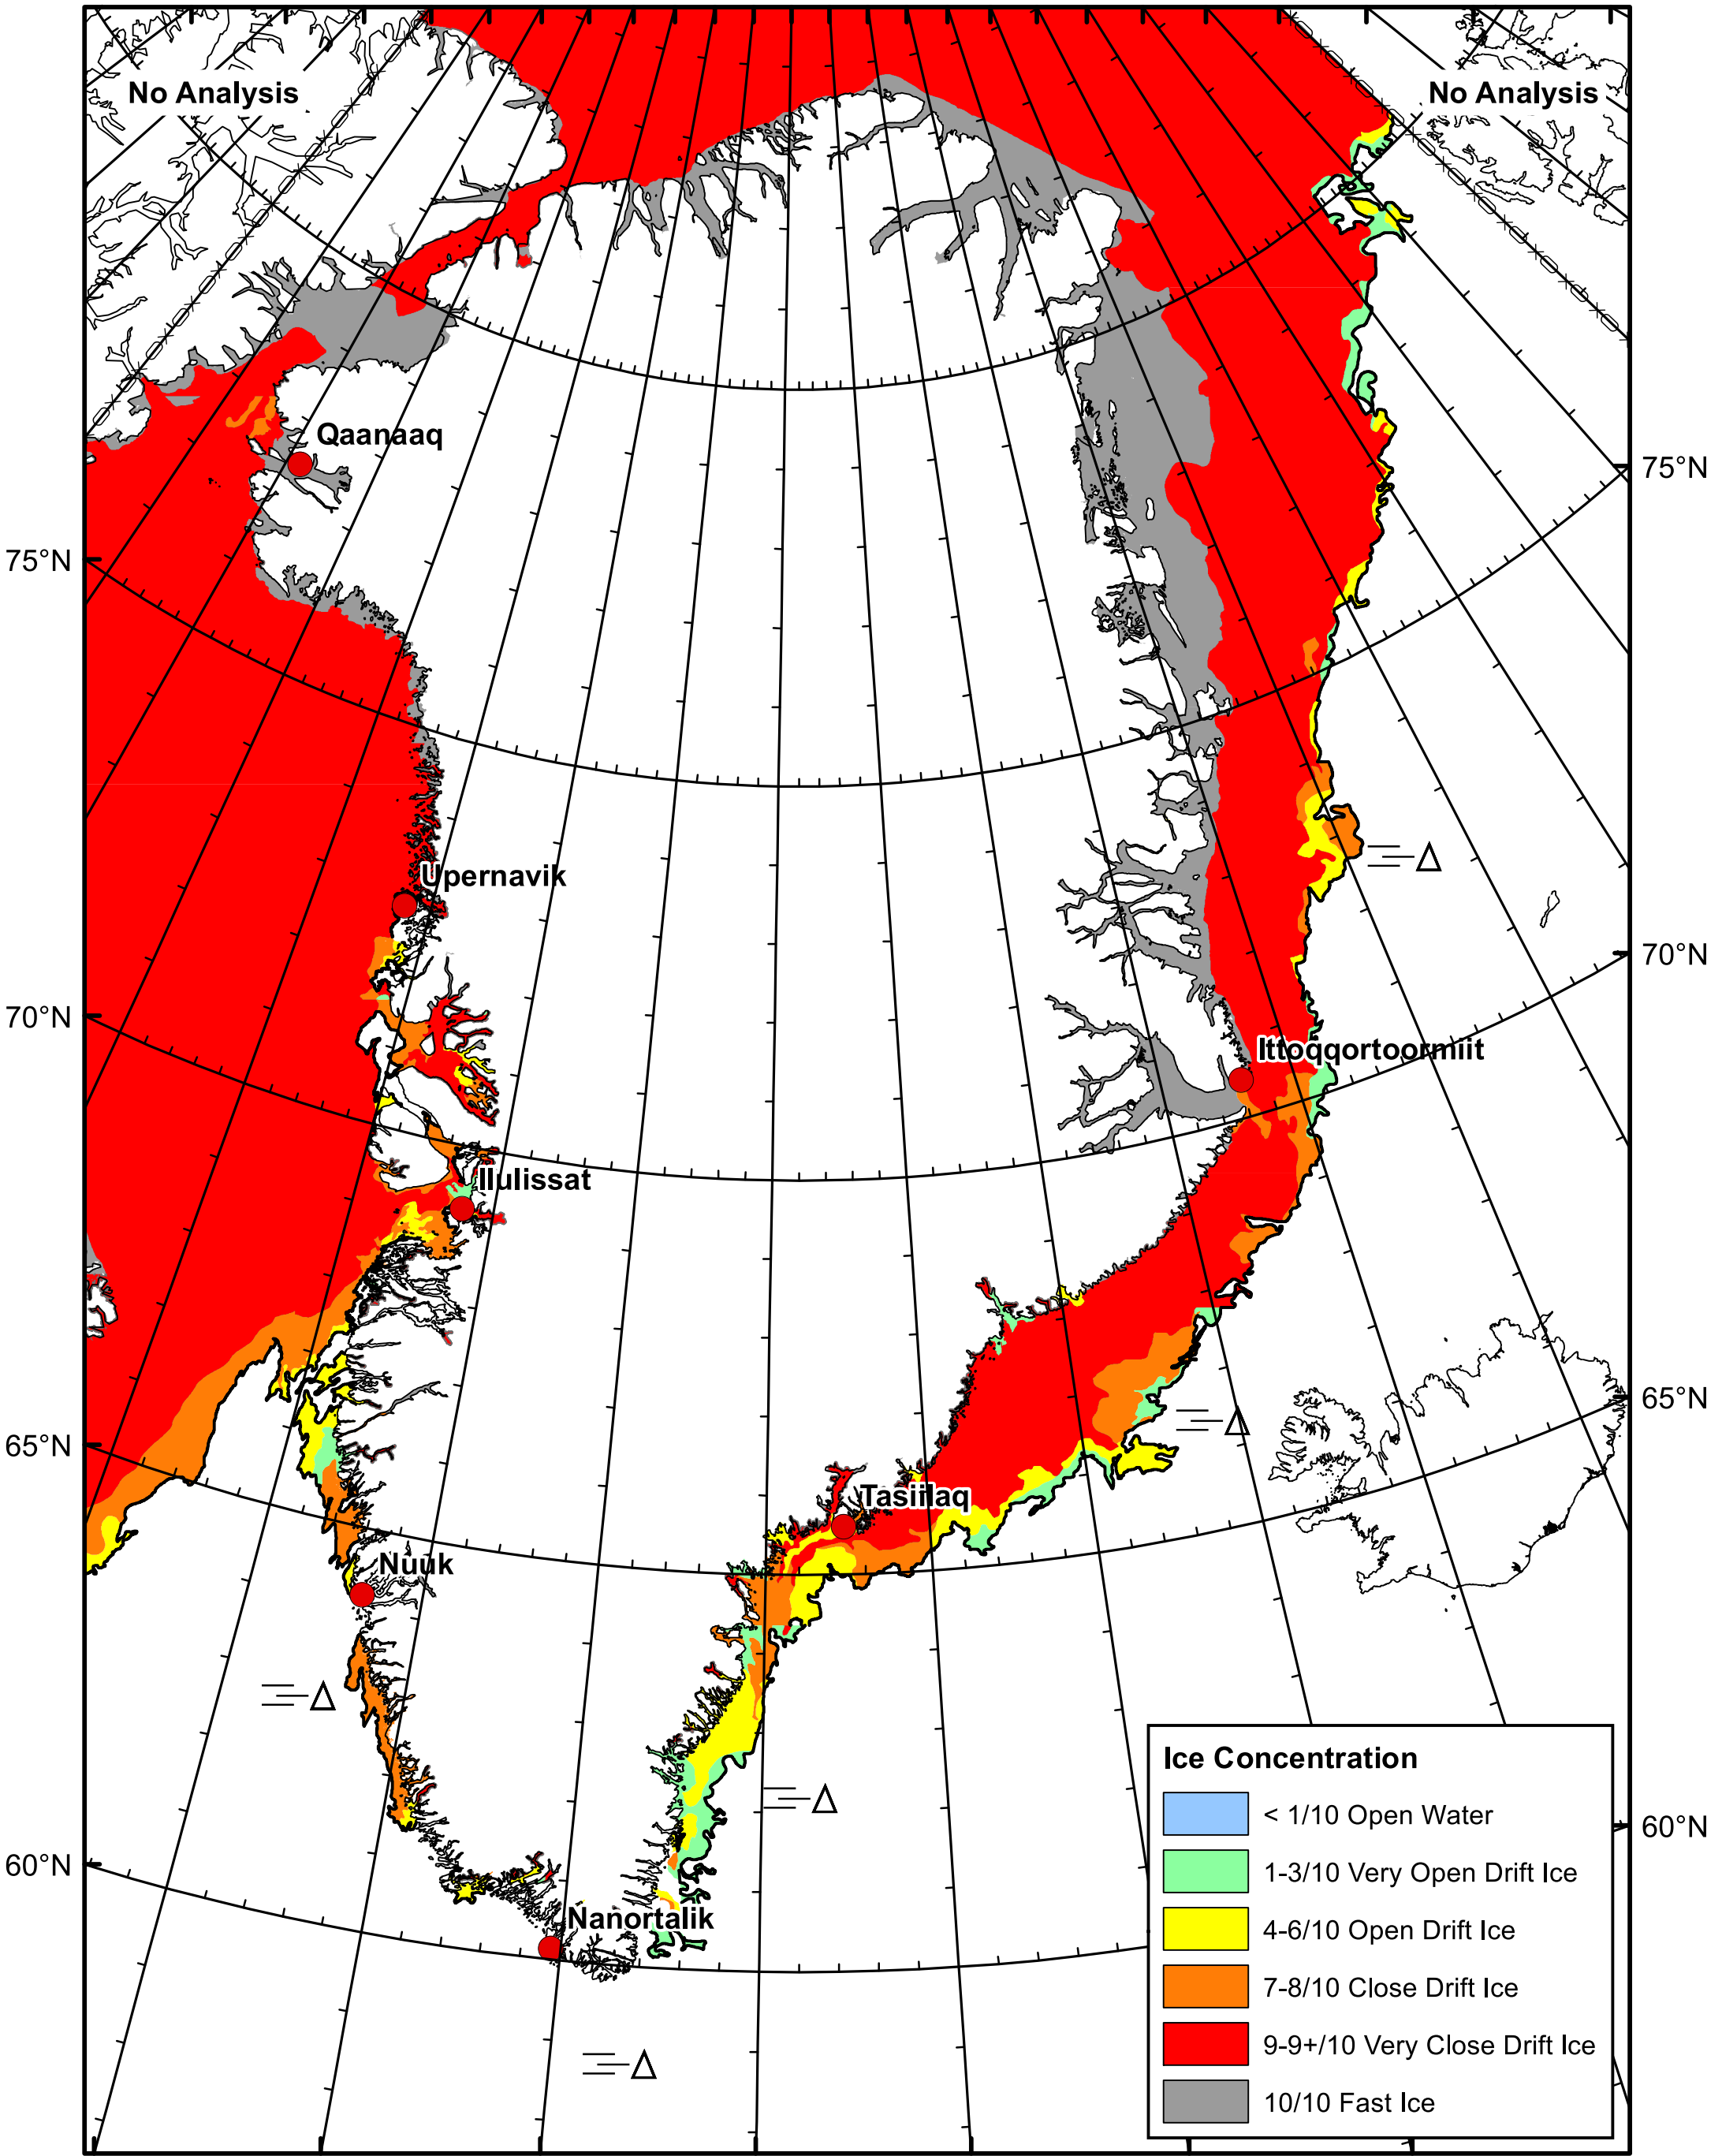 No Analysis
No Analysis
Qaanaaq
75°N
75°N
Upernavik
70°N
70°N
Ittoqqortoormiit
Ilulissat
65°N
65°N
Tasiilaq
Nuuk
60°N
60°N
Nanortalik
Ice Concentration
< 1/10 Open Water
1-3/10 Very Open Drift Ice
4-6/10 Open Drift Ice
7-8/10 Close Drift Ice
9-9+/10 Very Close Drift Ice
10/10 Fast Ice